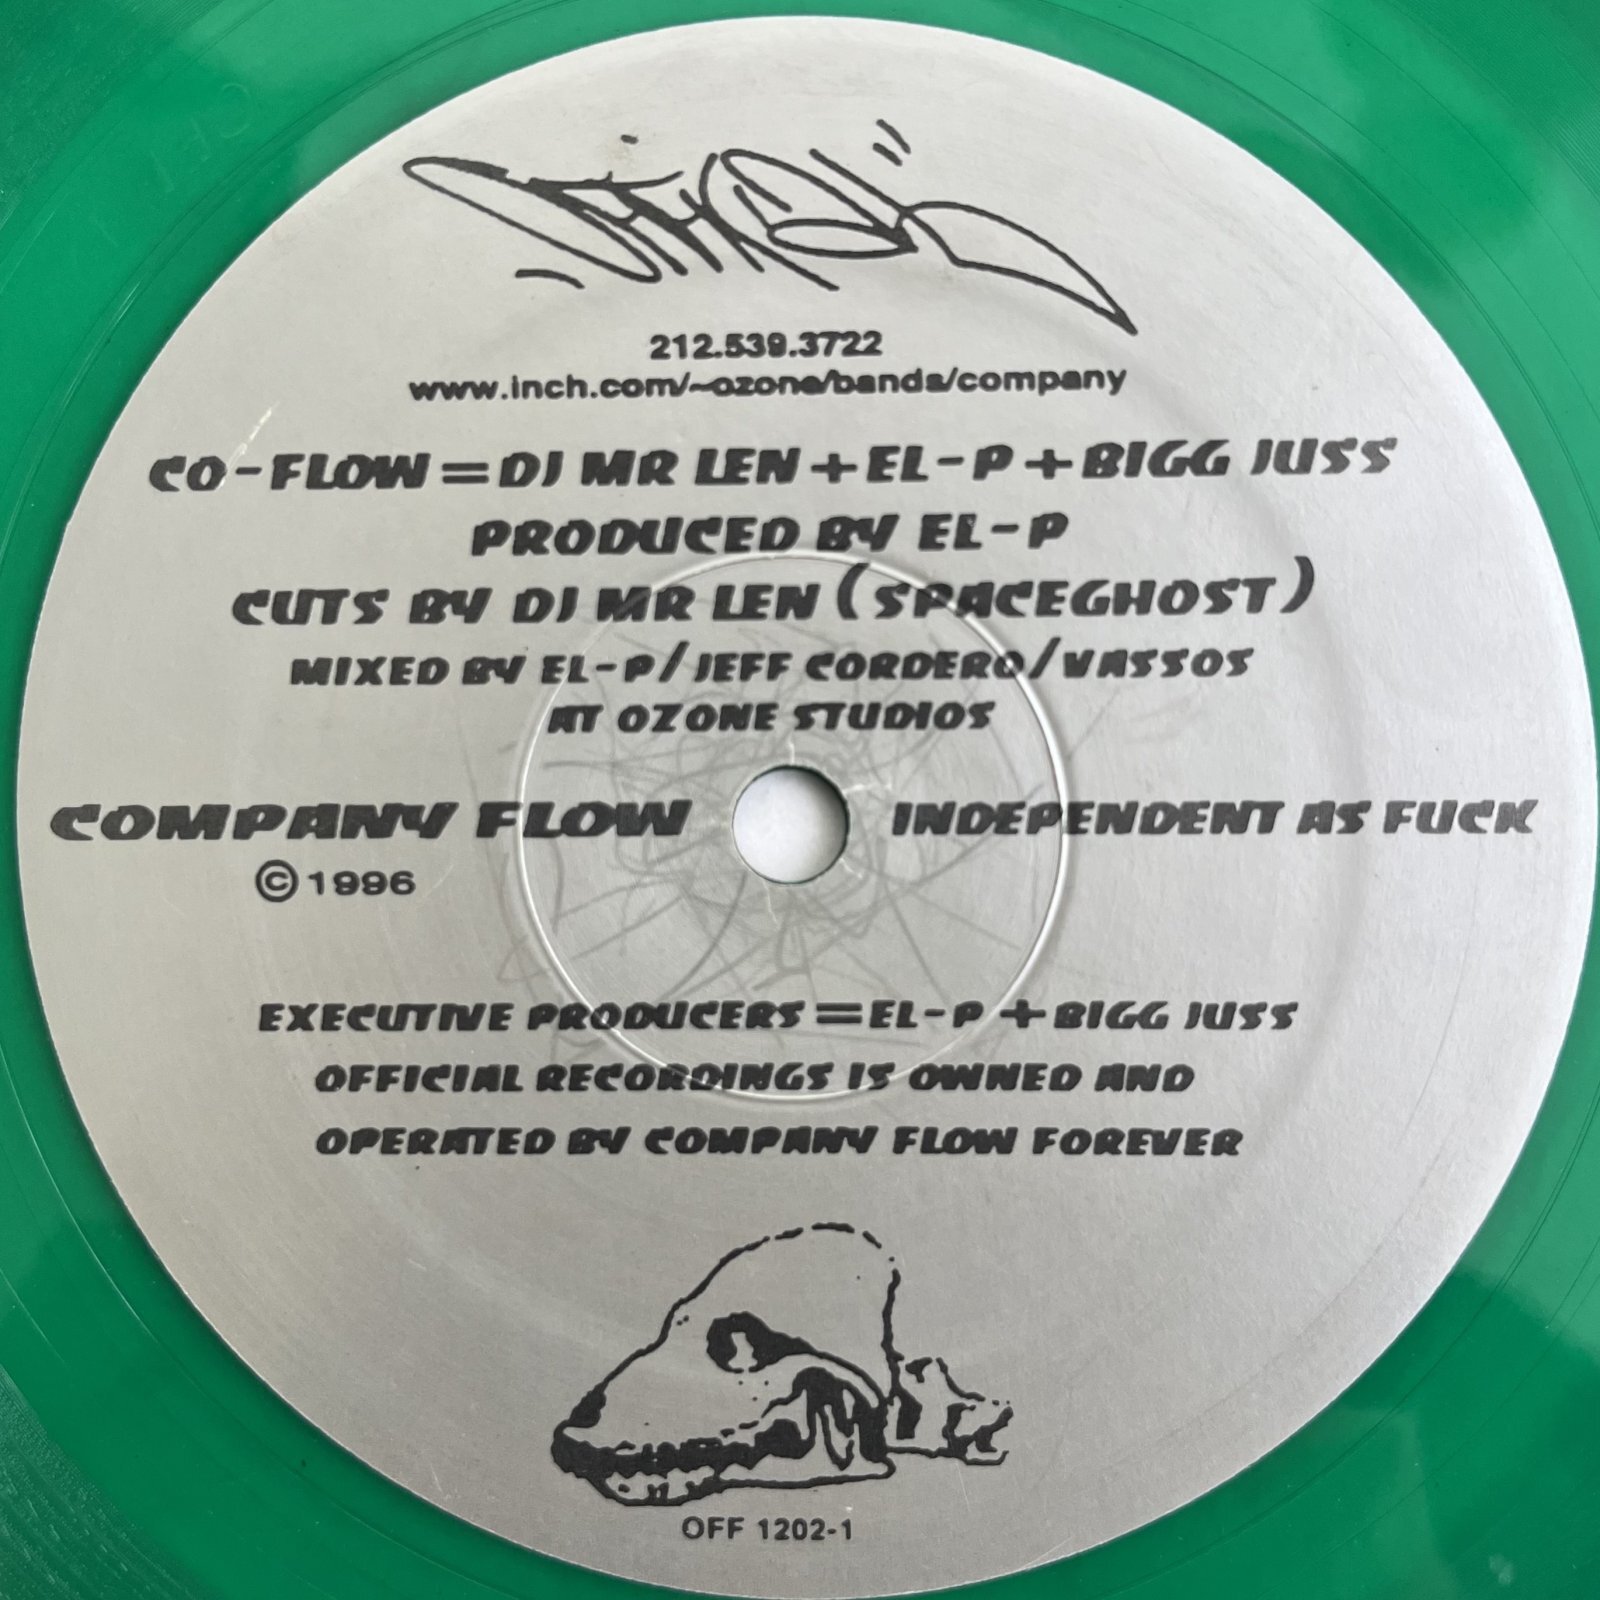 212.539.3722
www.inch.com/~ozone/bands/company
CO-FLOW=DJ MR LEN+EL-P+BIGG JUSS
PRODUCED BY EL-P
CUTS BY DJ MR LEN (SPACEGHOST)
MIXED BY EL-P/JEFF CORDERO/VASSOS
AT OZONE STUDIOS
COMPANY FLOW INDEPENDENT AS FUCK
© 1996
EXECUTIVE PRODUCERS=EL-P+BIGG JUSS
OFFICIAL RECORDINGS IS OWNED AND
OPERATED BY COMPANY FLOW FOREVER
OFF 1202-1